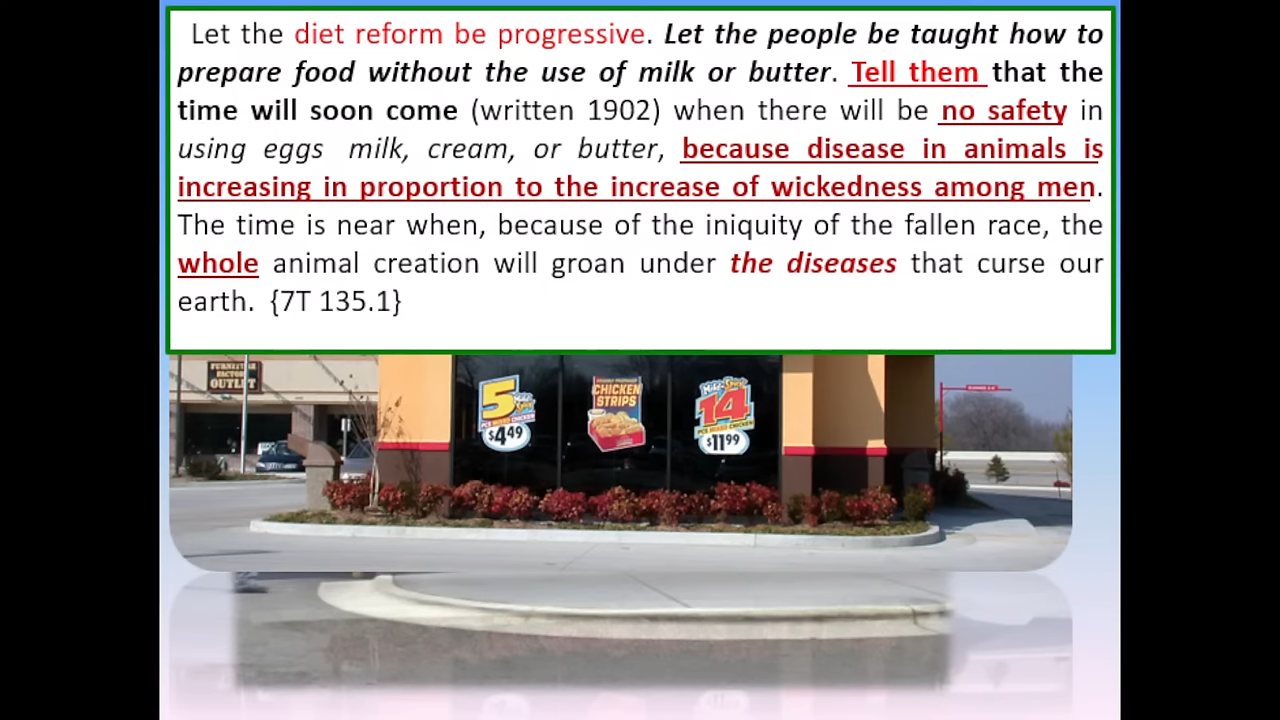 Let the diet reform be progressive. Let the people be taught how to
prepare food without the use of milk or butter. Tell them that the
time will soon come (written 1902) when there will be no safety in
using eggs milk, cream, or butter, because disease in animals is
increasing in proportion to the increase of wickedness among men.
The time is near when, because of the iniquity of the fallen race, the
whole animal creation will groan under the diseases that curse our
earth. {7T 135.1}
FURNITURE
FACTORY
OUTLET
5
$4.49
CHICKEN
STRIPS
14
PCS MIXED CHICKEN
$11.99